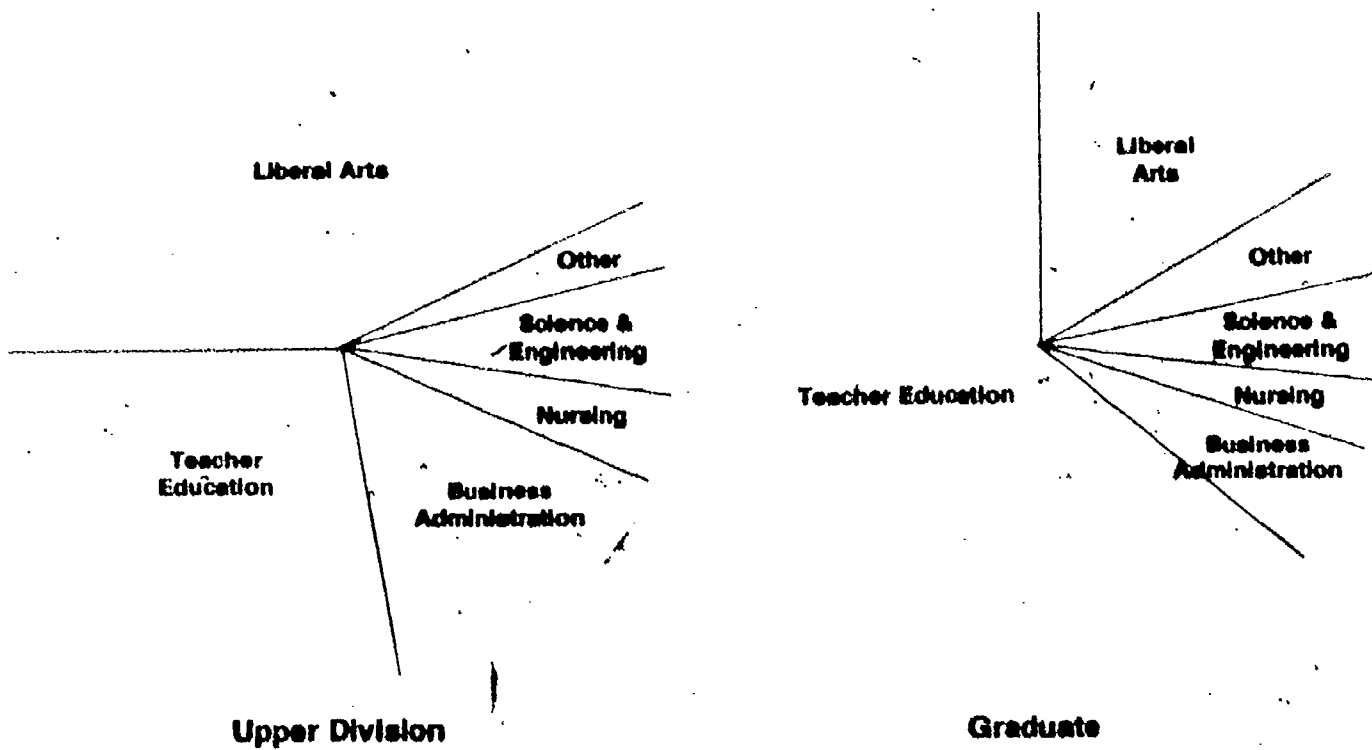 Liberal Arts
Other
Science &
Engineering
Nursing
Business
Administration
Teacher
Education
Upper Division
Liberal
Arts
Other
Science &
Engineering
Nursing
Business
Administration
Teacher Education
Graduate